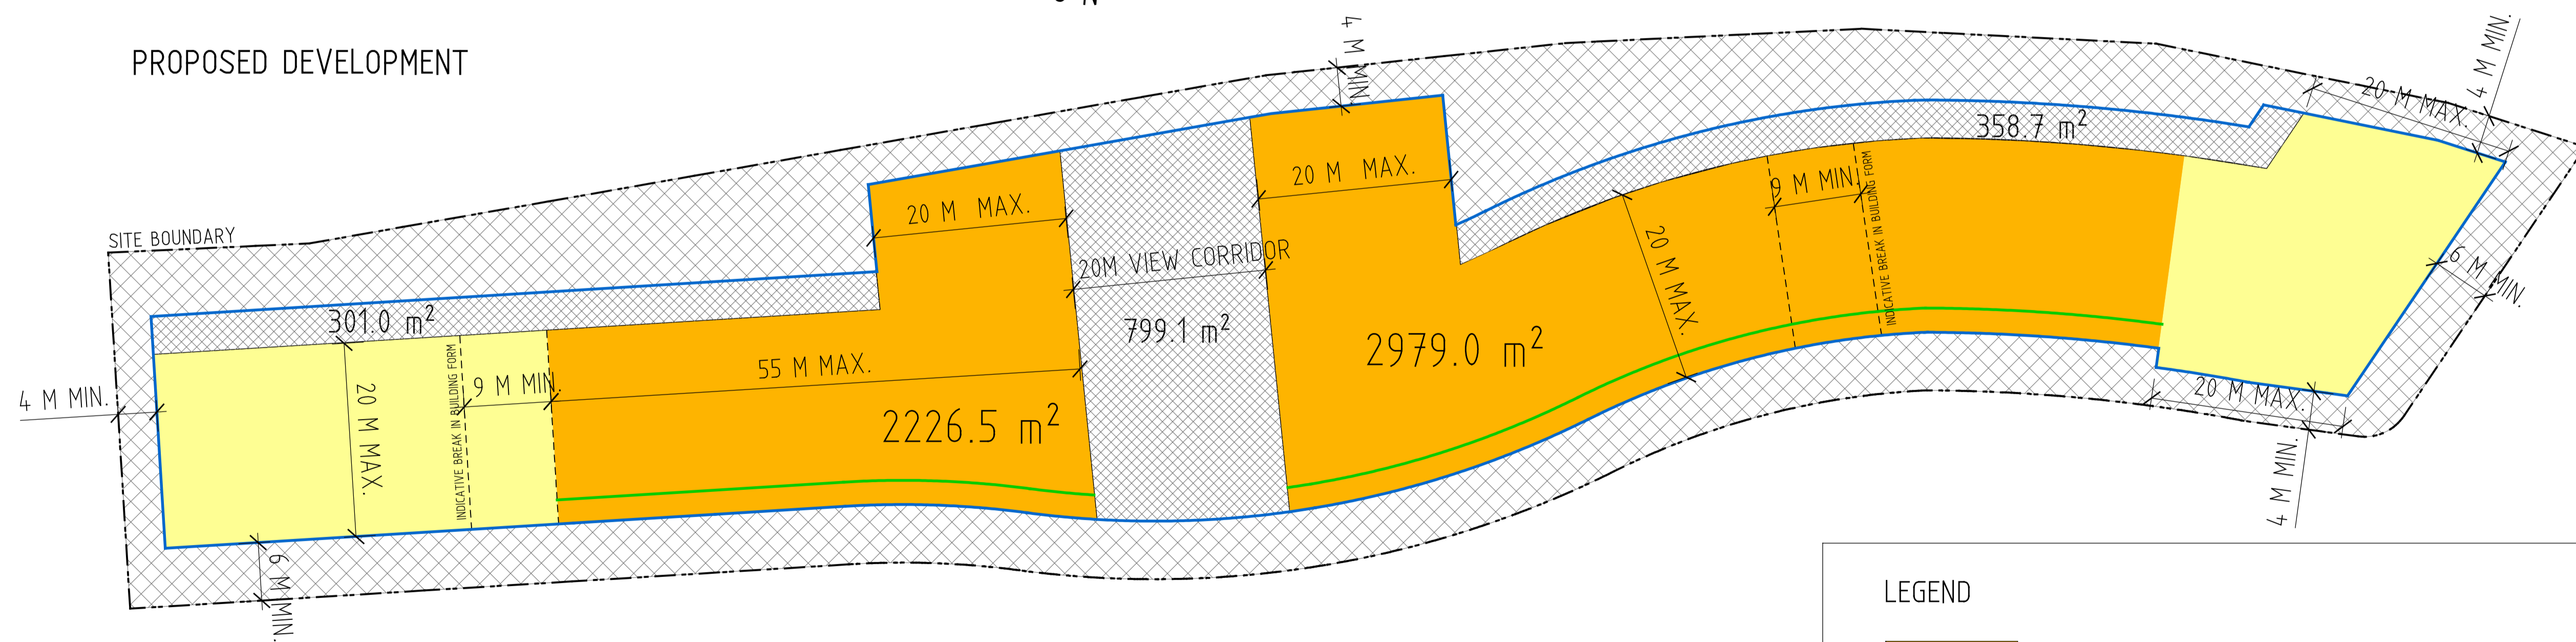 N
PROPOSED DEVELOPMENT
4 M MIN.
4 M MIN.
20 M MAX.
358.7 m²
20 M MAX.
9 M MIN.
INDICATIVE BREAK IN BUILDING FORM
20 M MAX.
SITE BOUNDARY
20M VIEW CORRIDOR
20 M MAX.
6 M MIN.
301.0 m²
799.1 m²
2979.0 m²
55 M MAX.
INDICATIVE BREAK IN BUILDING FORM
9 M MIN.
20 M MAX.
4 M MIN.
20 M MAX.
2226.5 m²
4 M MIN.
6 M MIN.
LEGEND